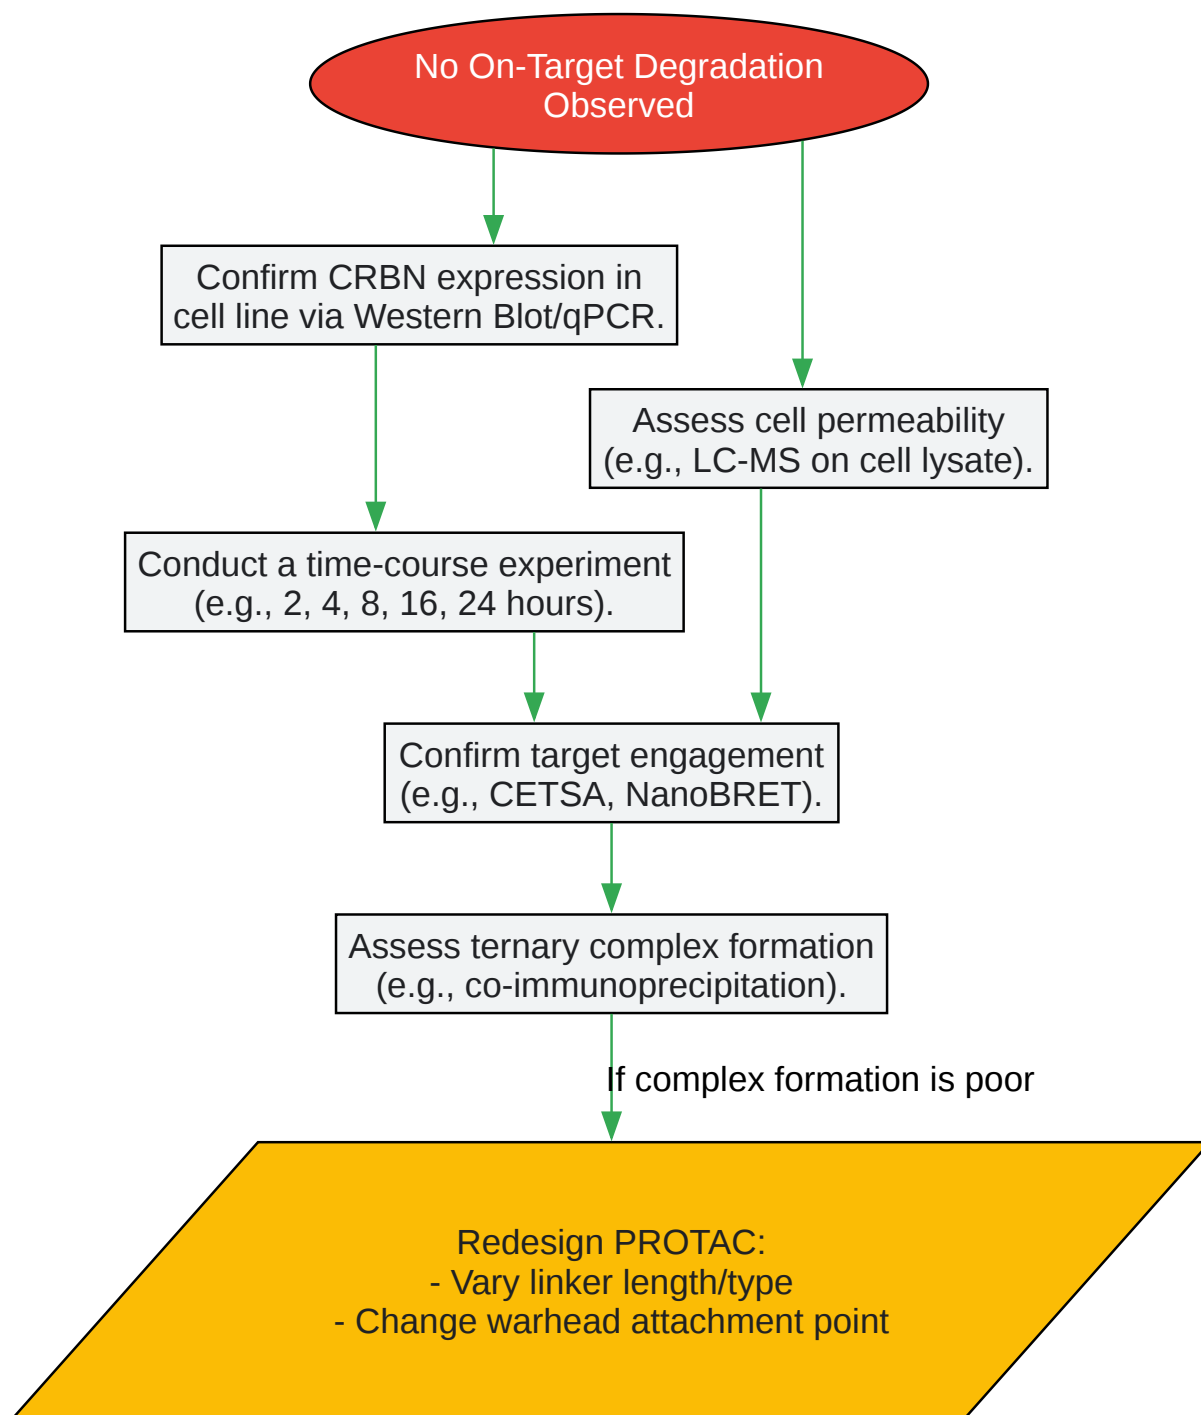 No On-Target Degradation
Observed
Confirm CRBN expression in
cell line via Western Blot/qPCR.
Assess cell permeability
(e.g., LC-MS on cell lysate).
Conduct a time-course experiment
(e.g., 2, 4, 8, 16, 24 hours).
Confirm target engagement
(e.g., CETSA, NanoBRET).
Assess ternary complex formation
(e.g., co-immunoprecipitation).
If complex formation is poor
Redesign PROTAC:
- Vary linker length/type
- Change warhead attachment point